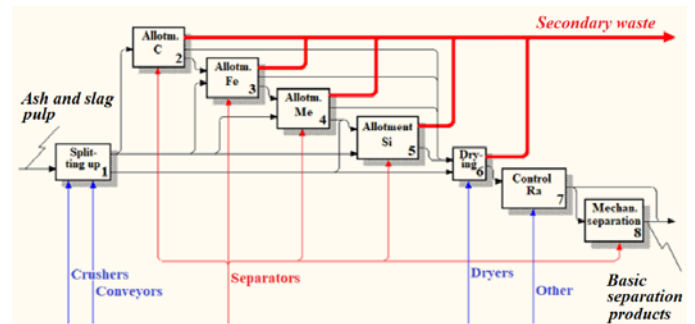 Secondary waste
Allotm.
C
2
Allotm.
Fe
3
Ash and slag
pulp
Allotm.
Me
4
Allotment
Si
5
Split-
ting up
1
Dry-
ing
6
Control
Ra
7
Mechan.
separation
8
Crushers
Conveyors
Separators
Dryers
Other
Basic
separation
products